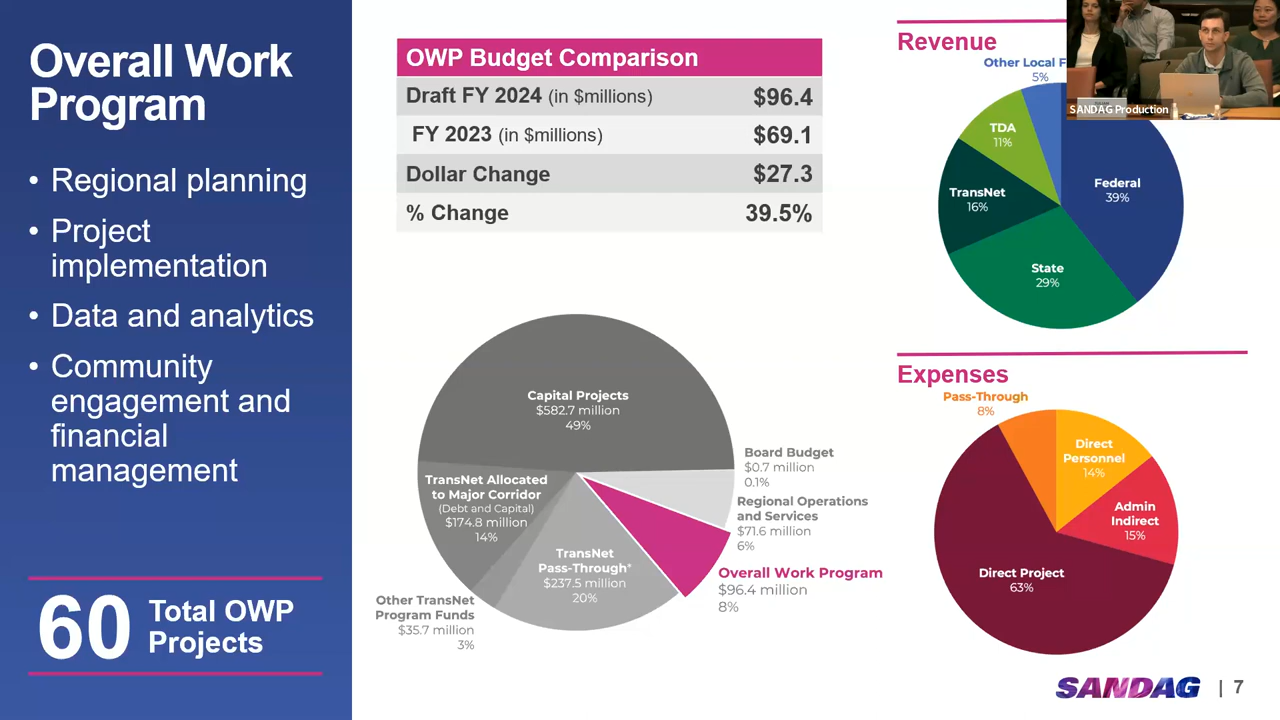 Overall Work
Program
• Regional planning
• Project
implementation
• Data and analytics
• Community
engagement and
financial
management
60
Total OWP
Projects
OWP Budget Comparison
Draft FY 2024 (in $millions) $96.4
FY 2023 (in $millions) $69.1
Dollar Change $27.3
% Change 39.5%
Capital Projects
$582.7 million
49%
Board Budget
$0.7 million
0.1%
Regional Operations
and Services
$71.6 million
6%
Overall Work Program
$96.4 million
8%
TransNet
Pass-Through*
$237.5 million
20%
Other TransNet
Program Funds
$35.7 million
3%
TransNet Allocated
to Major Corridor
(Debt and Capital)
$174.8 million
14%
Revenue
Other Local F
5%
TDA
11%
TransNet
16%
State
29%
Federal
39%
SANDAG Production
Expenses
Pass-Through
8%
Direct
Personnel
14%
Admin
Indirect
15%
Direct Project
63%
SANDAG | 7